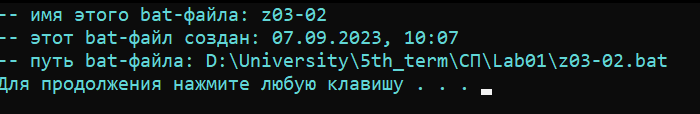 -- имя этого bat-файла: z03-02
-- этот bat-файл создан: 07.09.2023, 10:07
-- путь bat-файла: D:\University\5th_term\СП\Lab01\z03-02.bat
Для продолжения нажмите любую клавишу . . .